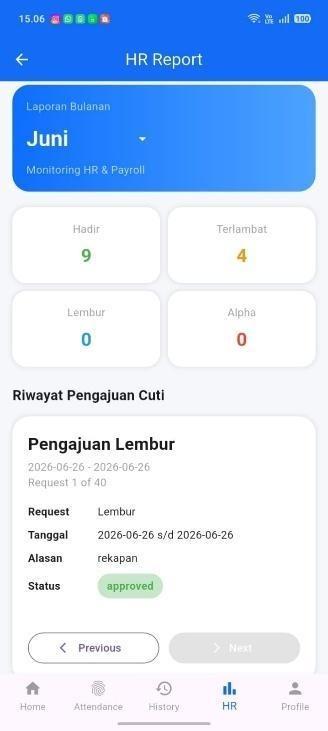 15.06
Vo
LTE
100
HR Report
Laporan Bulanan
Juni
Monitoring HR & Payroll
Hadir
9
Terlambat
4
Lembur
0
Alpha
0
Riwayat Pengajuan Cuti
Pengajuan Lembur
2026-06-26 - 2026-06-26
Request 1 of 40
Request Lembur
Tanggal 2026-06-26 s/d 2026-06-26
Alasan rekapan
Status approved
Previous Next
Home Attendance History HR Profile